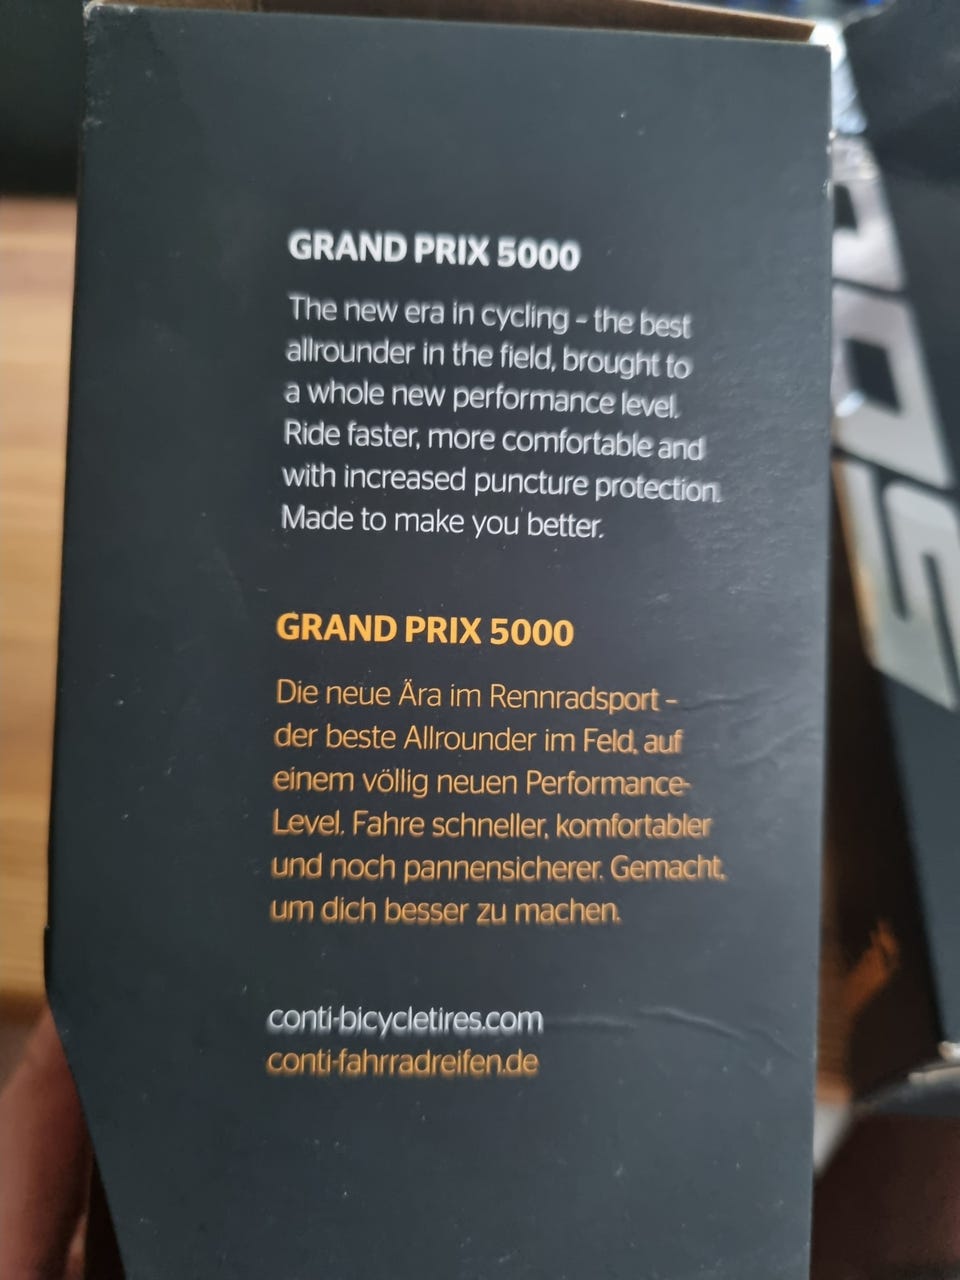 GRAND PRIX 5000
The new era in cycling – the best
allrounder in the field, brought to
a whole new performance level.
Ride faster, more comfortable and
with increased puncture protection.
Made to make you better.
GRAND PRIX 5000
Die neue Ära im Rennradsport –
der beste Allrounder im Feld, auf
einem völlig neuen Performance-
Level. Fahre schneller, komfortabler
und noch pannensicherer. Gemacht,
um dich besser zu machen.
conti-bicycletires.com
conti-fahrradreifen.de